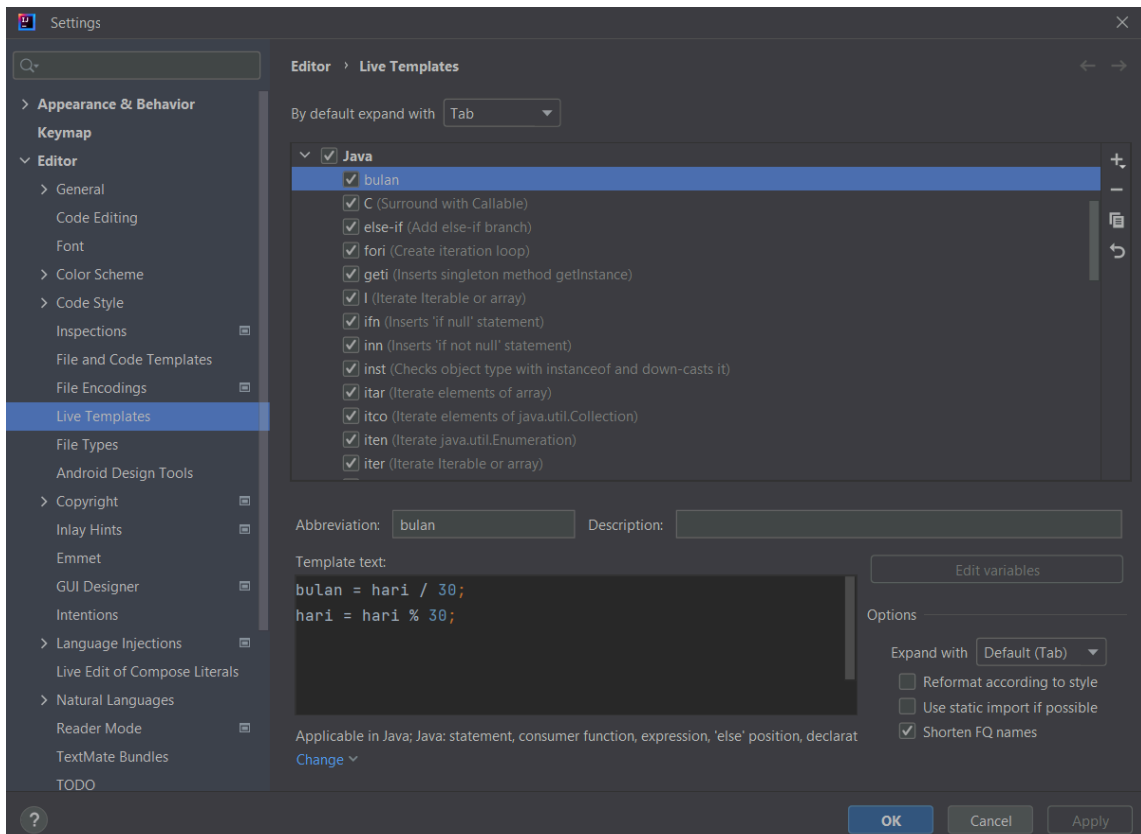 Settings
Appearance & Behavior
Keymap
Editor
General
Code Editing
Font
Color Scheme
Code Style
Inspections
File and Code Templates
File Encodings
Live Templates
File Types
Android Design Tools
Copyright
Inlay Hints
Emmet
GUI Designer
Intentions
Language Injections
Live Edit of Compose Literals
Natural Languages
Reader Mode
TextMate Bundles
TODO
?
Editor › Live Templates
By default expand with Tab
Java
bulan
C (Surround with Callable)
else-if (Add else-if branch)
fori (Create iteration loop)
geti (Inserts singleton method getInstance)
I (Iterate Iterable or array)
ifn (Inserts 'if null' statement)
inn (Inserts 'if not null' statement)
inst (Checks object type with instanceof and down-casts it)
itar (Iterate elements of array)
itco (Iterate elements of java.util.Collection)
iten (Iterate java.util.Enumeration)
iter (Iterate Iterable or array)
Abbreviation: bulan Description:
Template text:
bulan = hari / 30;
hari = hari % 30;
Edit variables
Options
Expand with Default (Tab)
Reformat according to style
Use static import if possible
Shorten FQ names
Applicable in Java; Java: statement, consumer function, expression, 'else' position, declarat
Change
OK Cancel Apply